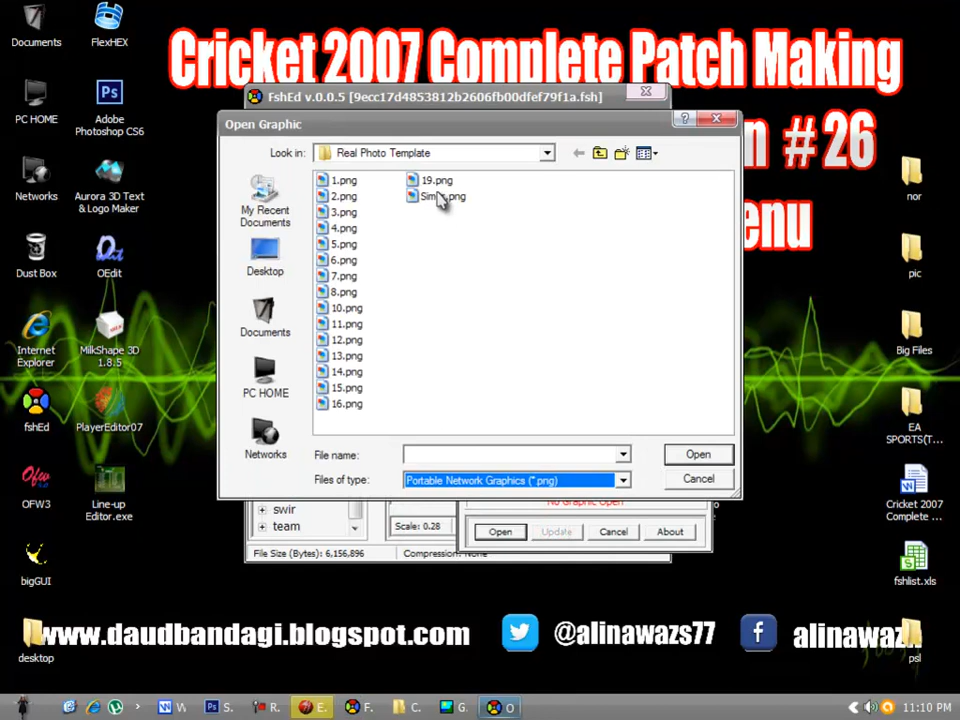 Documents
FlexHEX
Cricket 2007 Complete Patch Making
FshEd v.0.0.5 [9ecc17d4853812b2606fb00dfef79f1a.fsh]
PC HOME
Adobe
Photoshop CS6
Networks
Aurora 3D Text
& Logo Maker
Dust Box
OEdit
Internet
Explorer
MilkShape 3D
1.8.5
fshEd
PlayerEditor07
OFW3
Line-up
Editor.exe
bigGUI
desktop
Open Graphic
Look in:
Real Photo Template
My Recent
Documents
Desktop
Documents
PC HOME
Networks
1.png
2.png
3.png
4.png
5.png
6.png
7.png
8.png
10.png
11.png
12.png
13.png
14.png
15.png
16.png
19.png
File name:
Open
Files of type:
Portable Network Graphics (*.png)
Cancel
#26
enu
nor
pic
Big Files
EA
SPORTS(T...
Cricket 2007
Complete ...
fshlist.xls
psl
swir
team
Scale: 0.28
No Graphic Open
Open
Update
Cancel
About
File Size (Bytes): 6,156,896
Compression: None
www.daudbandagi.blogspot.com
@alinawazs77
W
S.
R.
E.
F.
C.
G.
O
11:10 PM